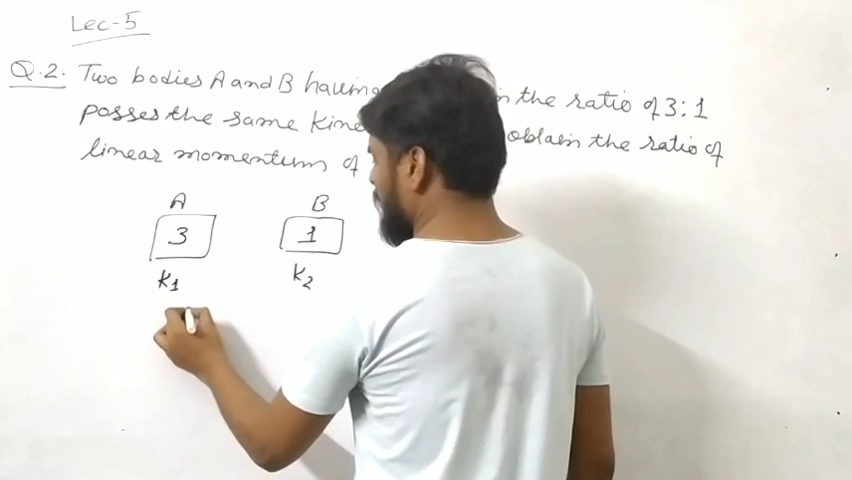 Lec-5
Q.2. Two bodies A and B having in the ratio of 3:1
posses the same Kine obtain the ratio of
linear momentum of
A B
3 1
K1 K2